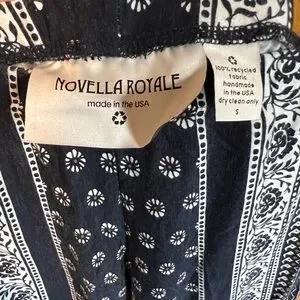 NOVELLA ROYALE
made in the USA
100% recycled
fabric
handmade
in the USA
dry clean only
S